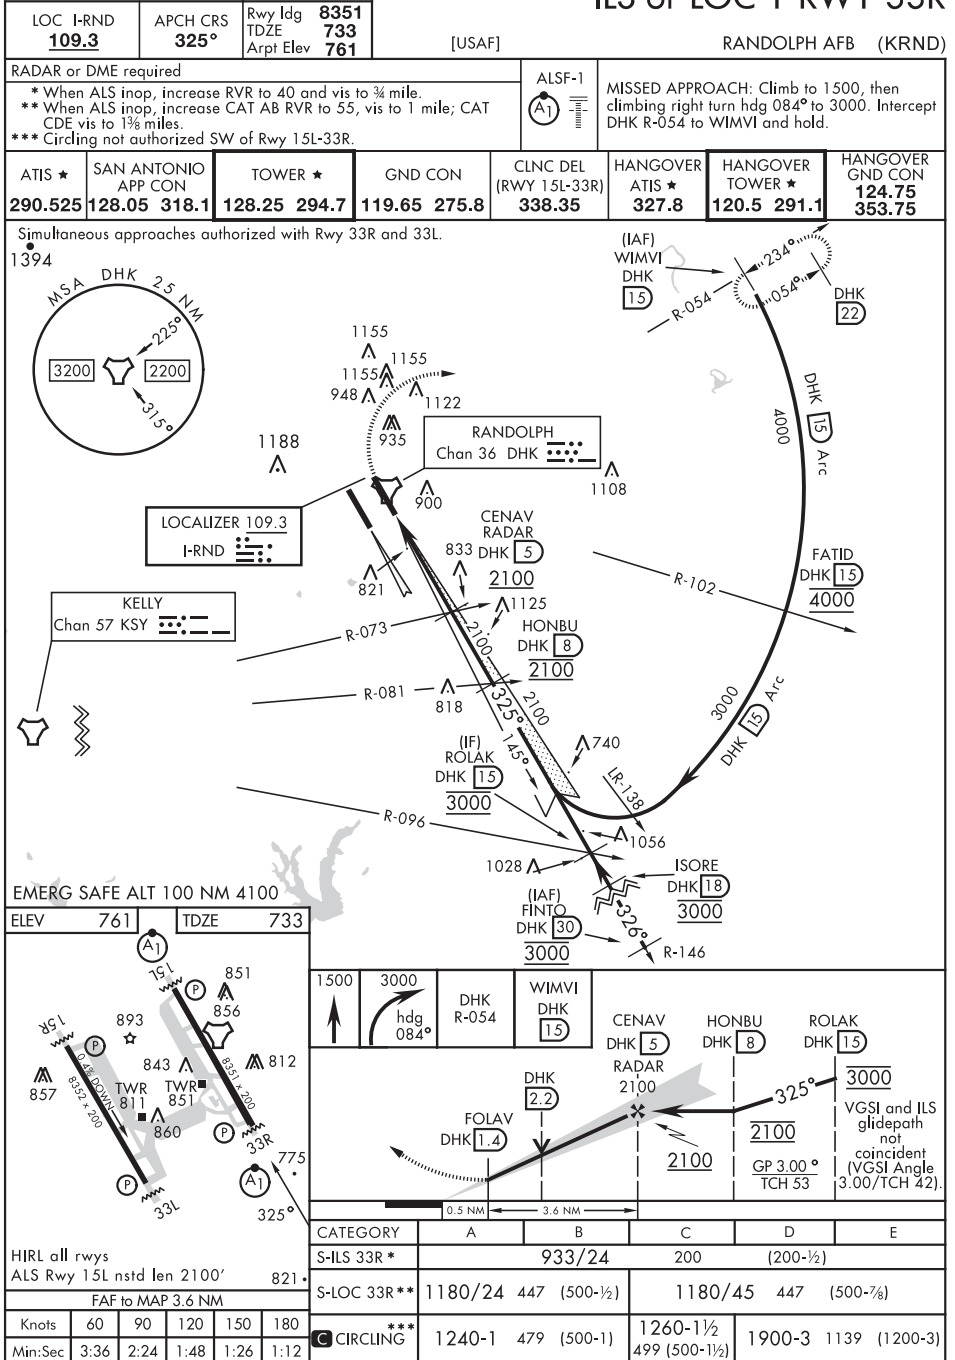 LOC I-RND
109.3
APCH CRS
325°
Rwy ldg 8351
TDZE 733
Arpt Elev 761
[USAF]
RANDOLPH AFB (KRND)
RADAR or DME required
* When ALS inop, increase RVR to 40 and vis to ¾ mile.
** When ALS inop, increase CAT AB RVR to 55, vis to 1 mile; CAT
CDE vis to 1⅜ miles.
*** Circling not authorized SW of Rwy 15L-33R.
ALSF-1
A1
MISSED APPROACH: Climb to 1500, then
climbing right turn hdg 084° to 3000. Intercept
DHK R-054 to WIMVI and hold.
ATIS ★
290.525
SAN ANTONIO
APP CON
128.05 318.1
TOWER ★
128.25 294.7
GND CON
119.65 275.8
CLNC DEL
(RWY 15L-33R)
338.35
HANGOVER
ATIS ★
327.8
HANGOVER
TOWER ★
120.5 291.1
HANGOVER
GND CON
124.75
353.75
Simultaneous approaches authorized with Rwy 33R and 33L.
1394
MSA DHK 25 NM
225°
3200
2200
315°
(IAF)
WIMVI
DHK
15
R-054
234°
054°
DHK
22
1155
1155
1155
948
1122
935
RANDOLPH
Chan 36 DHK
1188
900
1108
DHK 15 Arc
4000
LOCALIZER 109.3
I-RND
CENAV
RADAR
DHK 5
2100
833
821
R-102
FATID
DHK 15
4000
KELLY
Chan 57 KSY
R-073
1125
2100
HONBU
DHK 8
2100
R-081
818
325°
2100
145°
3000
DHK 15 Arc
(IF)
ROLAK
DHK 15
3000
740
LR-138
R-096
1056
1028
ISORE
DHK 18
3000
(IAF)
FINTO
DHK 30
3000
326°
R-146
EMERG SAFE ALT 100 NM 4100
ELEV 761
TDZE 733
A1
15L
P
851
856
15R
P
893
843
812
857
0.4% DOWN
8352 X 200
8351 X 200
TWR
811
TWR
851
860
P
33R
P
33L
775
A1
325°
HIRL all rwys
ALS Rwy 15L nstd len 2100'
821
FAF to MAP 3.6 NM
Knots 60 90 120 150 180
Min:Sec 3:36 2:24 1:48 1:26 1:12
1500
3000
hdg
084°
DHK
R-054
WIMVI
DHK
15
CENAV
DHK 5
RADAR
2100
HONBU
DHK 8
ROLAK
DHK 15
DHK
2.2
FOLAV
DHK 1.4
325°
3000
2100
2100
GP 3.00°
TCH 53
VGSI and ILS
glidepath
not
coincident
(VGSI Angle
3.00/TCH 42).
0.5 NM
3.6 NM
CATEGORY A B C D E
S-ILS 33R * 933/24 200 (200-½)
S-LOC 33R ** 1180/24 447 (500-½) 1180/45 447 (500-⅞)
C CIRCLING *** 1240-1 479 (500-1) 1260-1½ 499 (500-1½) 1900-3 1139 (1200-3)